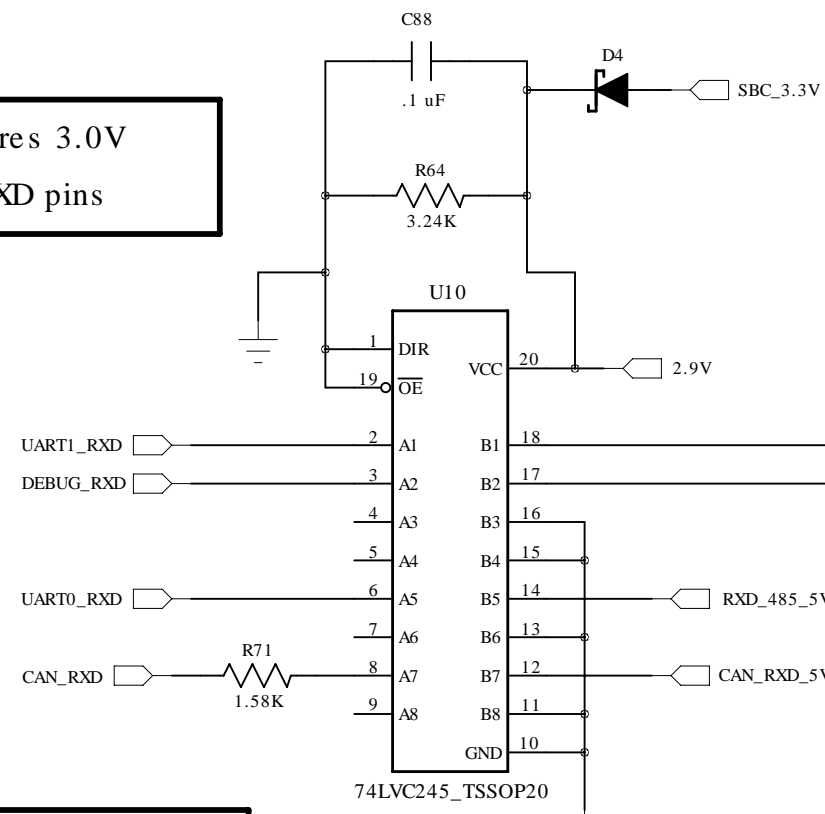 C88
.1 uF
D4
SBC_3.3V
res 3.0V
XD pins
R64
3.24K
U10
1 DIR
19 OE
VCC 20 2.9V
UART1_RXD 2 A1 B1 18
DEBUG_RXD 3 A2 B2 17
4 A3 B3 16
5 A4 B4 15
UART0_RXD 6 A5 B5 14 RXD_485_5V
7 A6 B6 13
R71
CAN_RXD 8 A7 B7 12 CAN_RXD_5V
1.58K
9 A8 B8 11
GND 10
74LVC245_TSSOP20